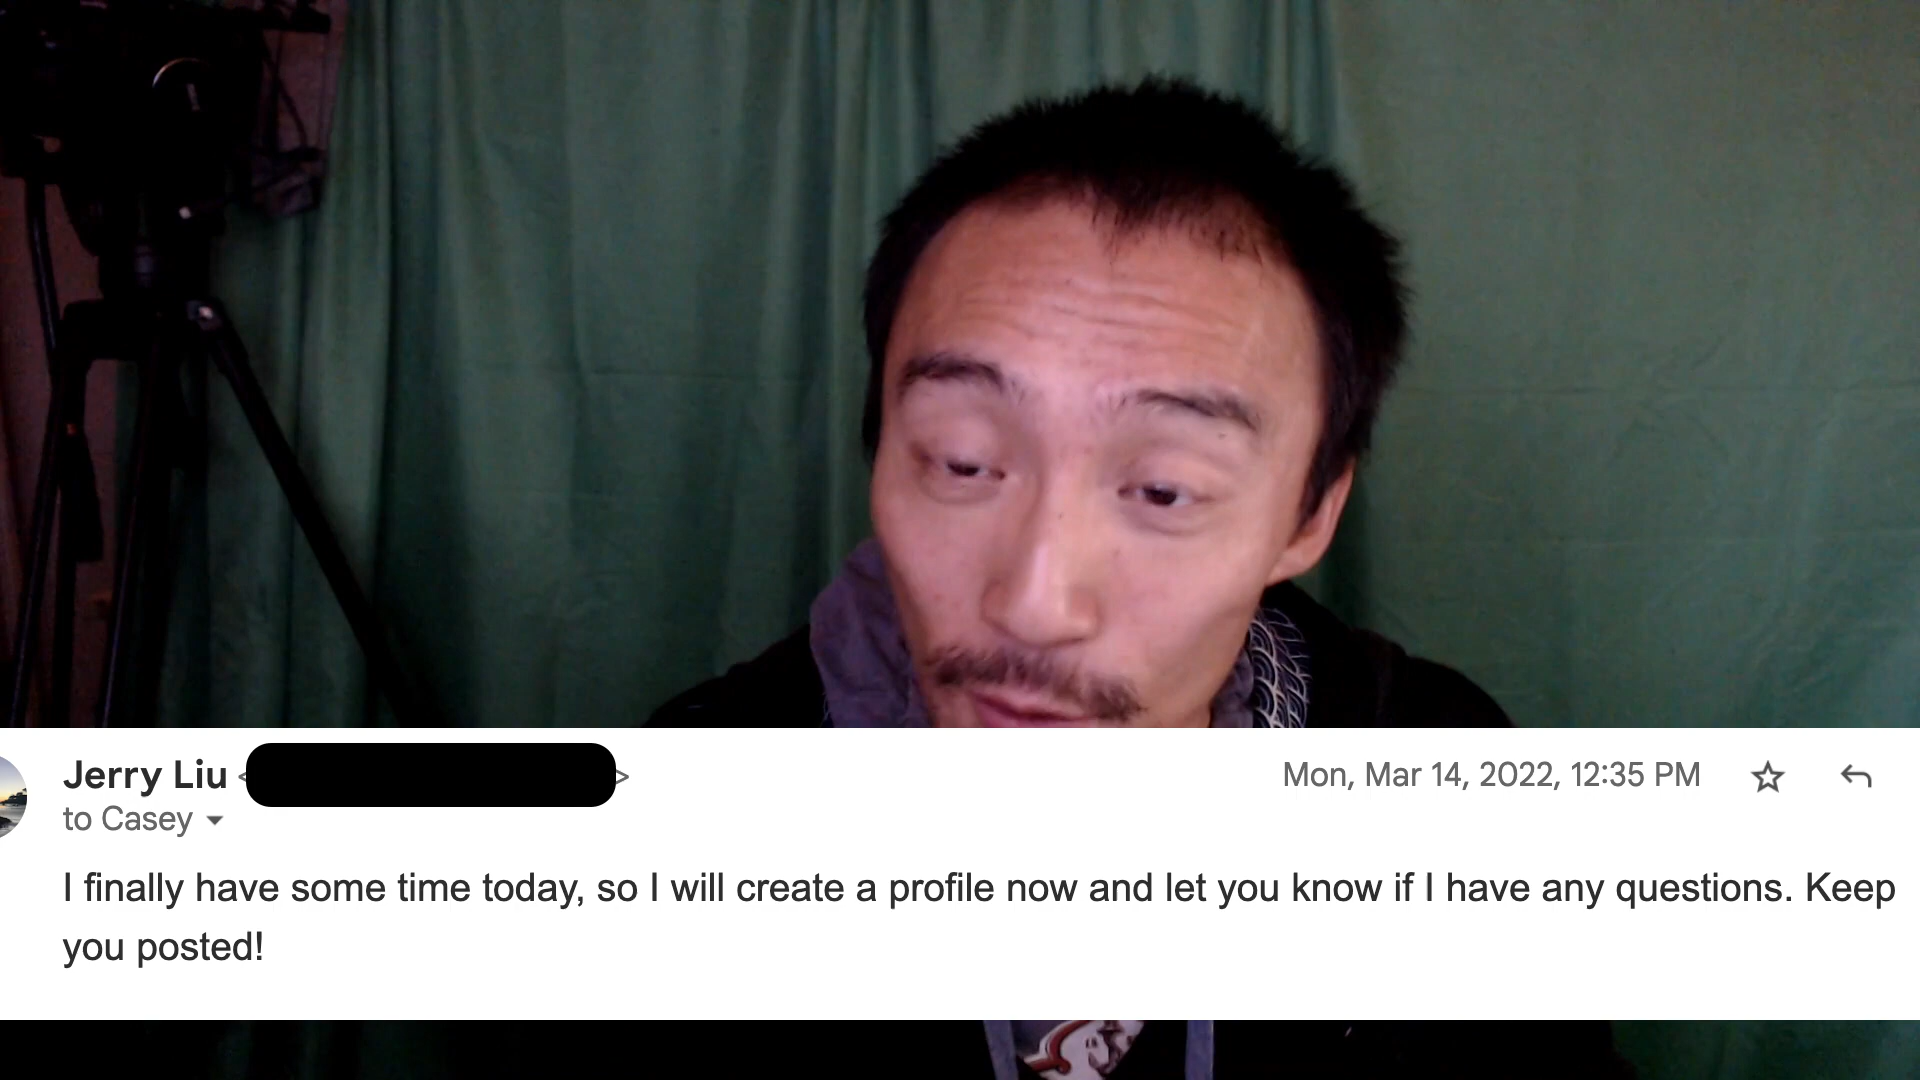 Jerry Liu < >
Mon, Mar 14, 2022, 12:35 PM
to Casey
I finally have some time today, so I will create a profile now and let you know if I have any questions. Keep
you posted!